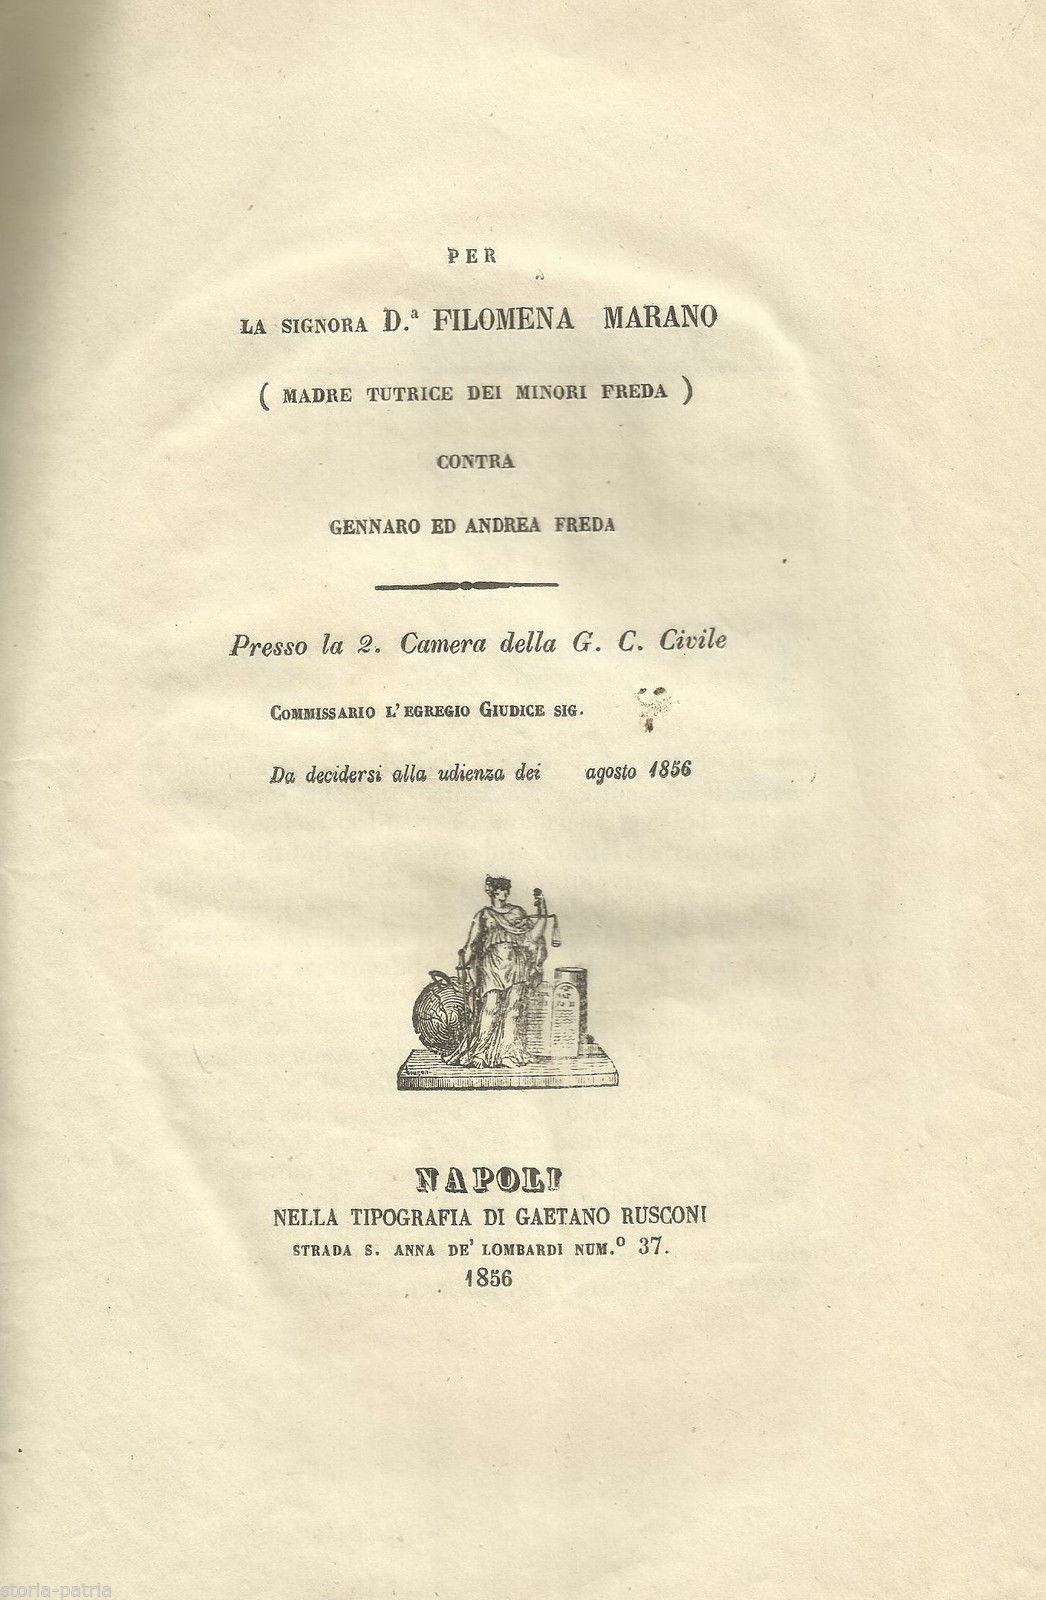 PER
LA SIGNORA D.ª FILOMENA MARANO
( MADRE TUTRICE DEI MINORI FREDA )
CONTRA
GENNARO ED ANDREA FREDA
Presso la 2. Camera della G. C. Civile
COMMISSARIO L' EGREGIO GIUDICE SIG.
Da decidersi alla udienza dei agosto 1856
NAPOLI
NELLA TIPOGRAFIA DI GAETANO RUSCONI
STRADA S. ANNA DE' LOMBARDI NUM.º 37.
1856
storia-patria